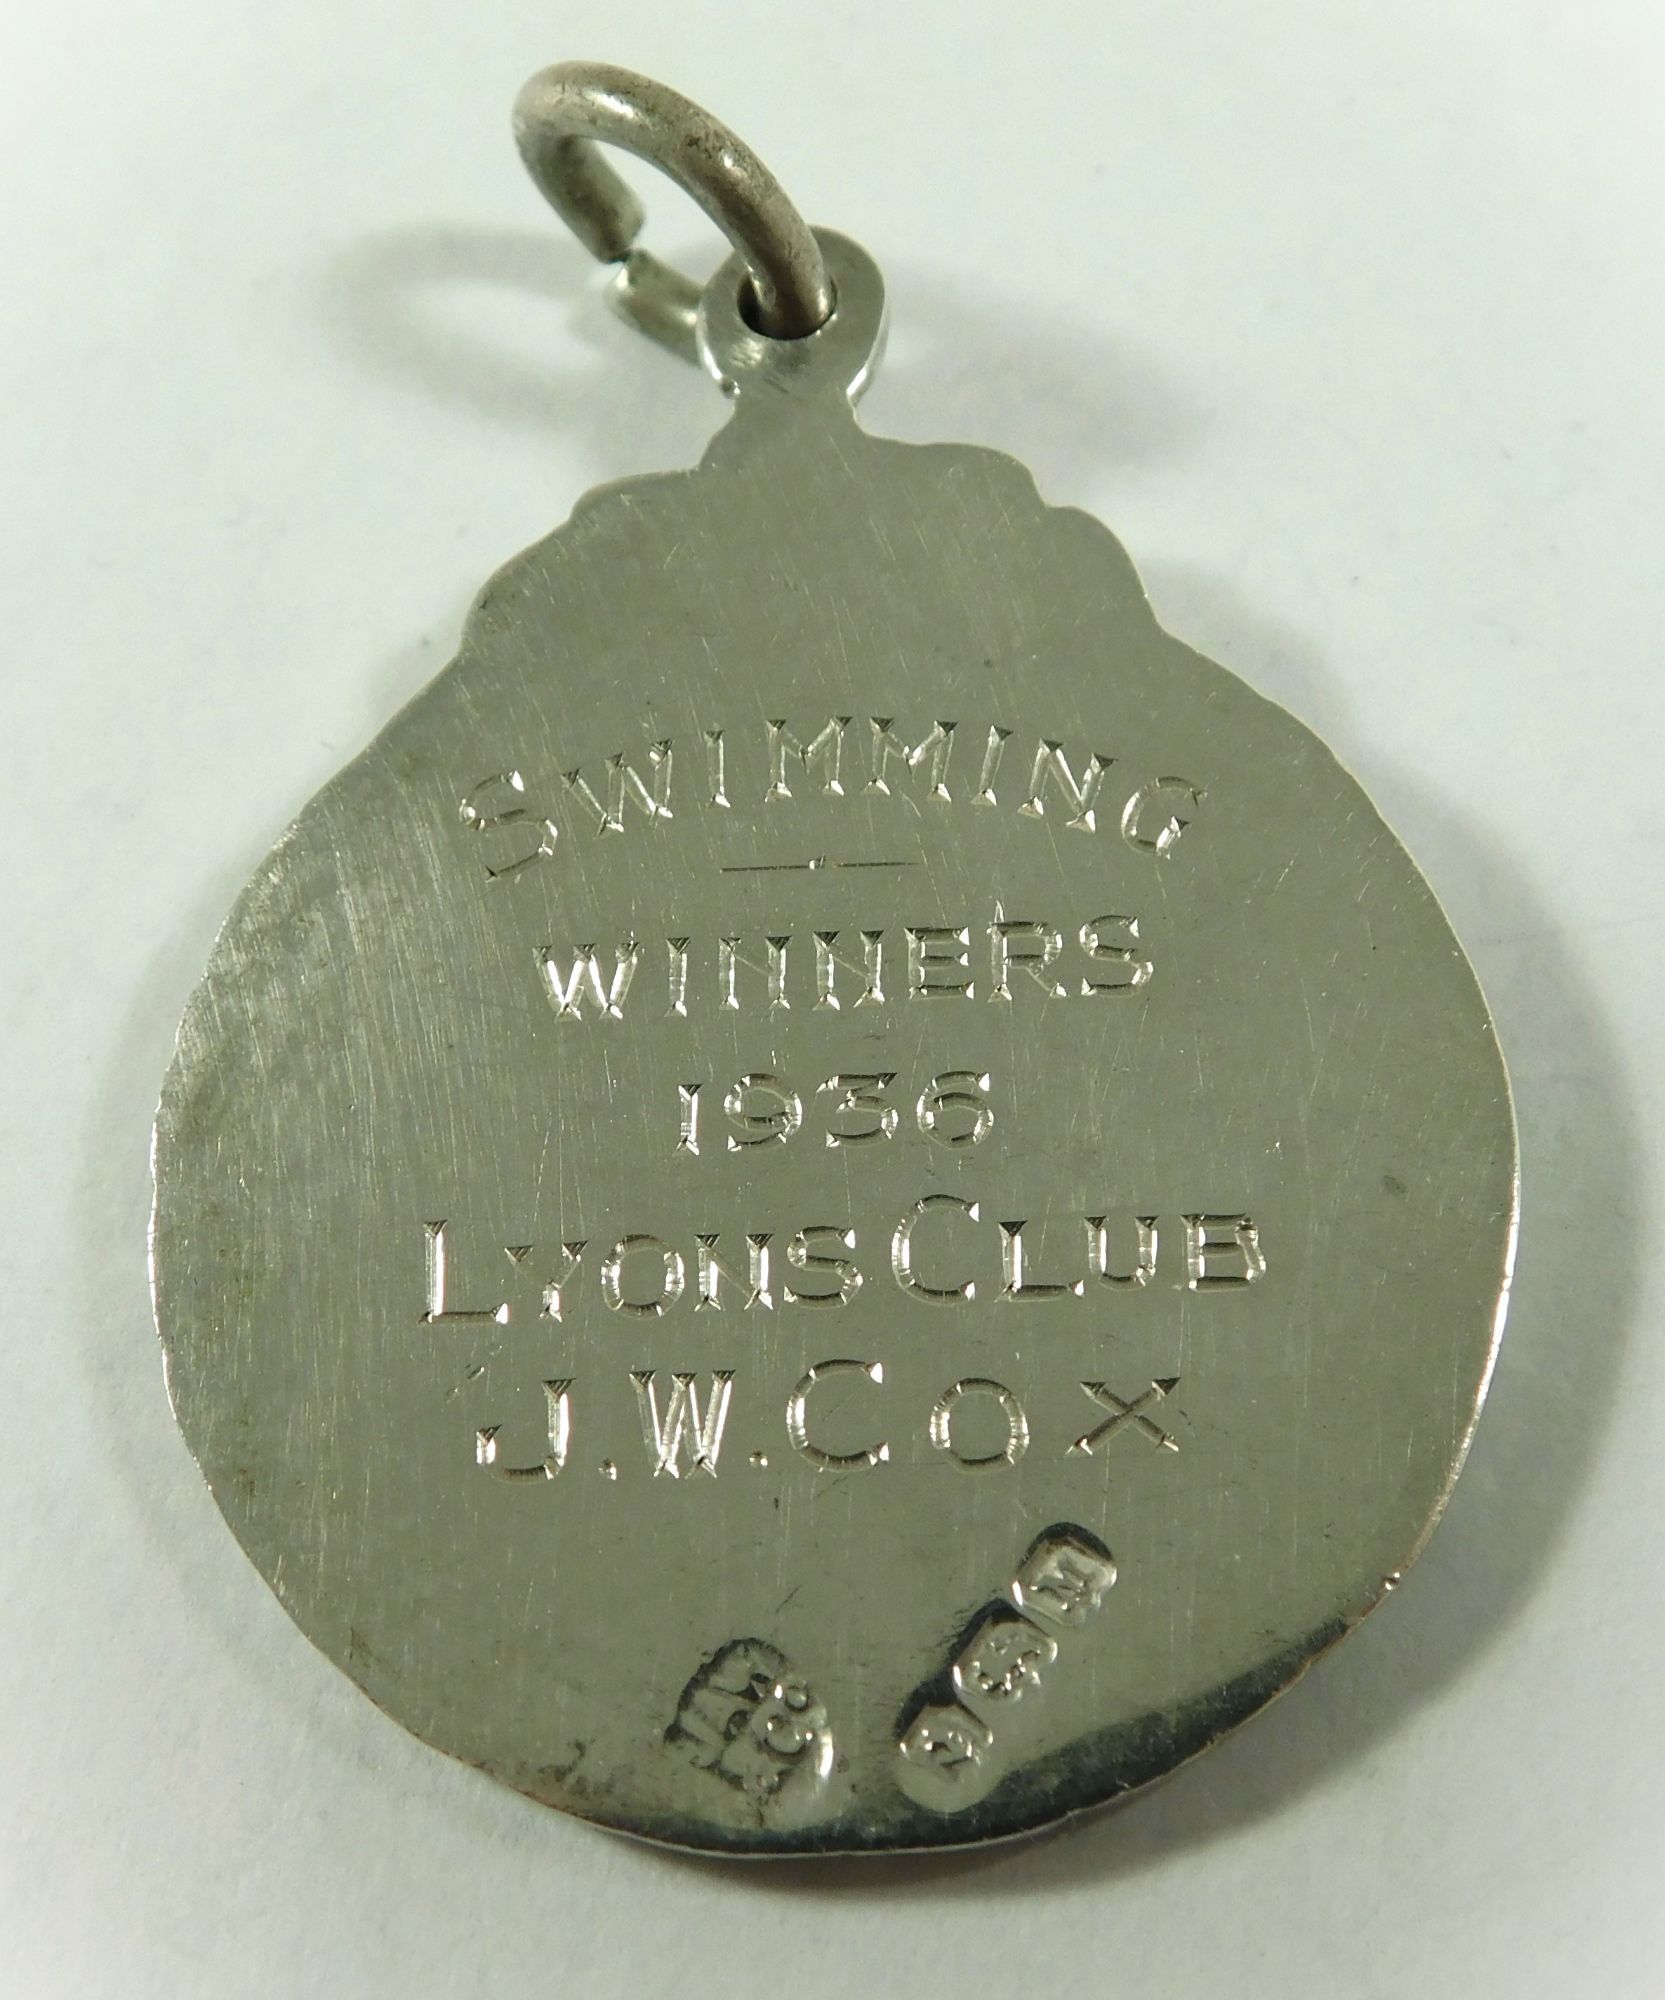 SWIMMING
WINNERS
1936
LYONS CLUB
J.W.COX
M